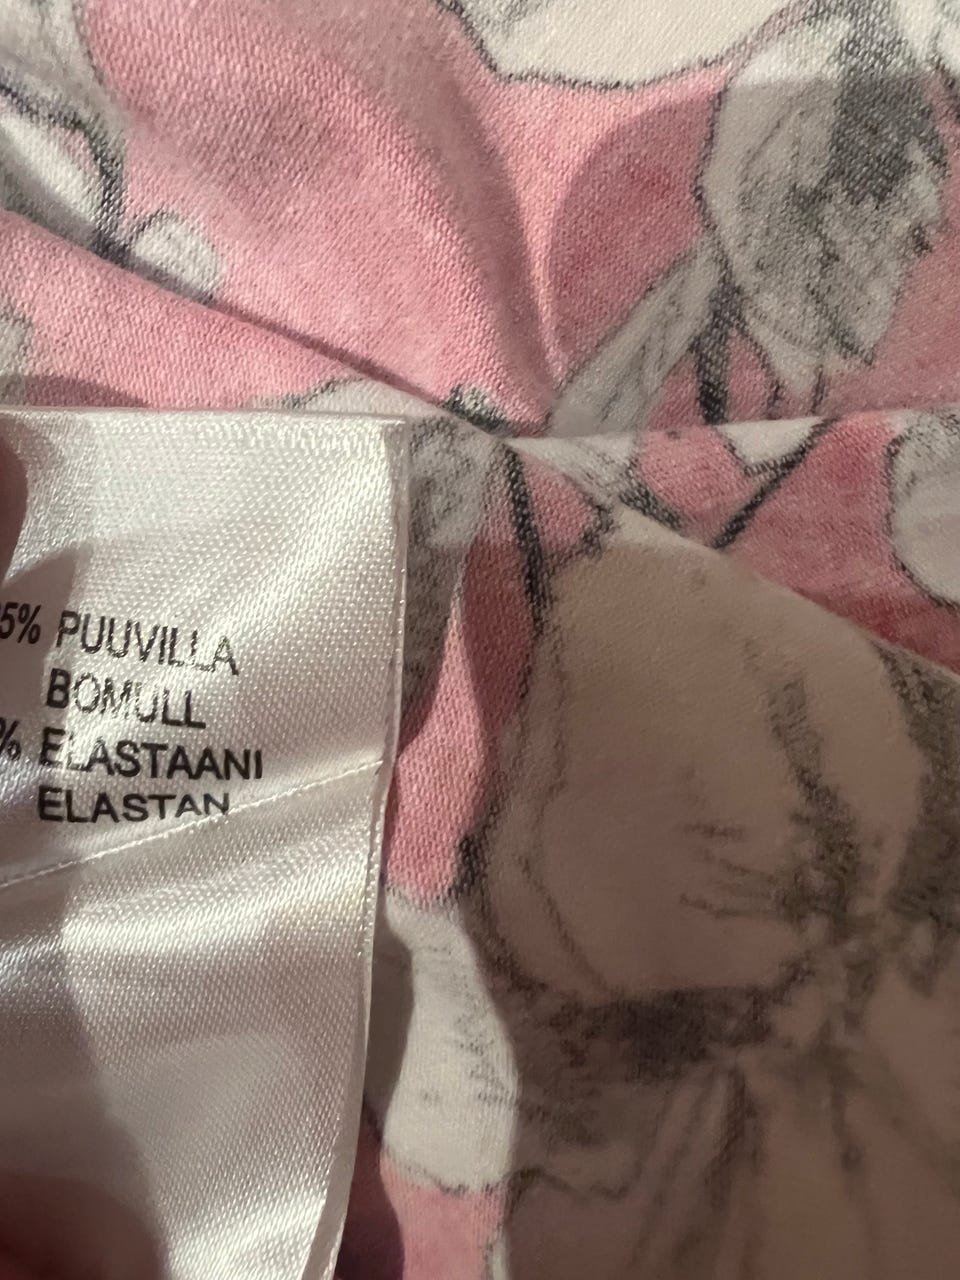 5% PUUVILLA
BOMULL
% ELASTAANI
ELASTAN